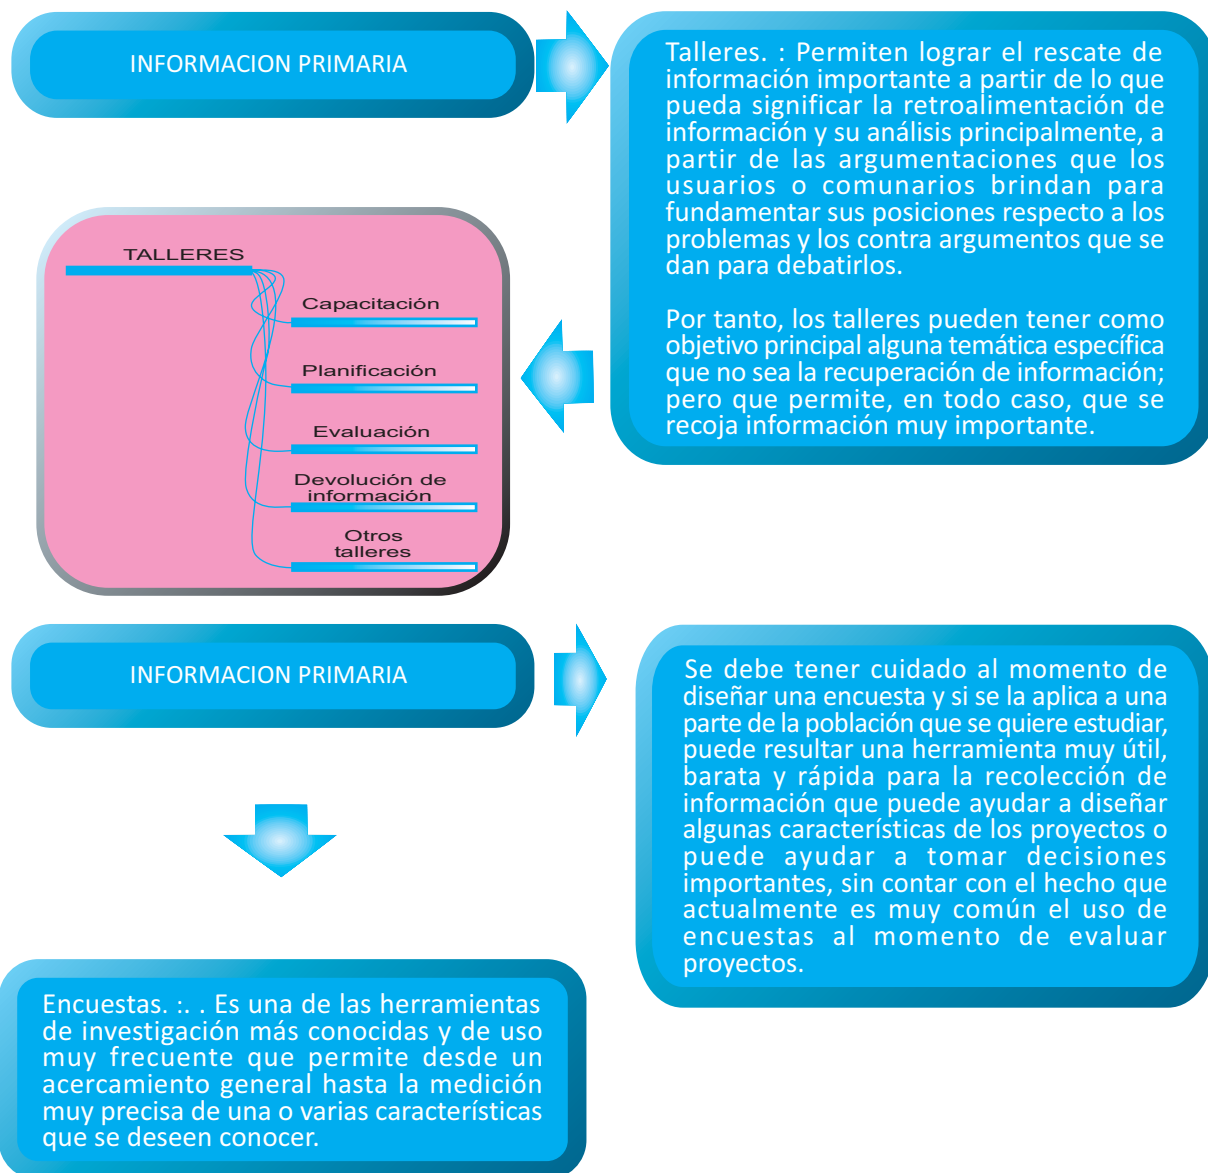 INFORMACION PRIMARIA
Talleres. : Permiten lograr el rescate de
información importante a partir de lo que
pueda significar la retroalimentación de
información y su análisis principalmente, a
partir de las argumentaciones que los
usuarios o comunarios brindan para
fundamentar sus posiciones respecto a los
problemas y los contra argumentos que se
dan para debatirlos.
Por tanto, los talleres pueden tener como
objetivo principal alguna temática específica
que no sea la recuperación de información;
pero que permite, en todo caso, que se
recoja información muy importante.
TALLERES
Capacitación
Planificación
Evaluación
Devolución de
información
Otros
talleres
INFORMACION PRIMARIA
Se debe tener cuidado al momento de
diseñar una encuesta y si se la aplica a una
parte de la población que se quiere estudiar,
puede resultar una herramienta muy útil,
barata y rápida para la recolección de
información que puede ayudar a diseñar
algunas características de los proyectos o
puede ayudar a tomar decisiones
importantes, sin contar con el hecho que
actualmente es muy común el uso de
encuestas al momento de evaluar
proyectos.
Encuestas. :. . Es una de las herramientas
de investigación más conocidas y de uso
muy frecuente que permite desde un
acercamiento general hasta la medición
muy precisa de una o varias características
que se deseen conocer.